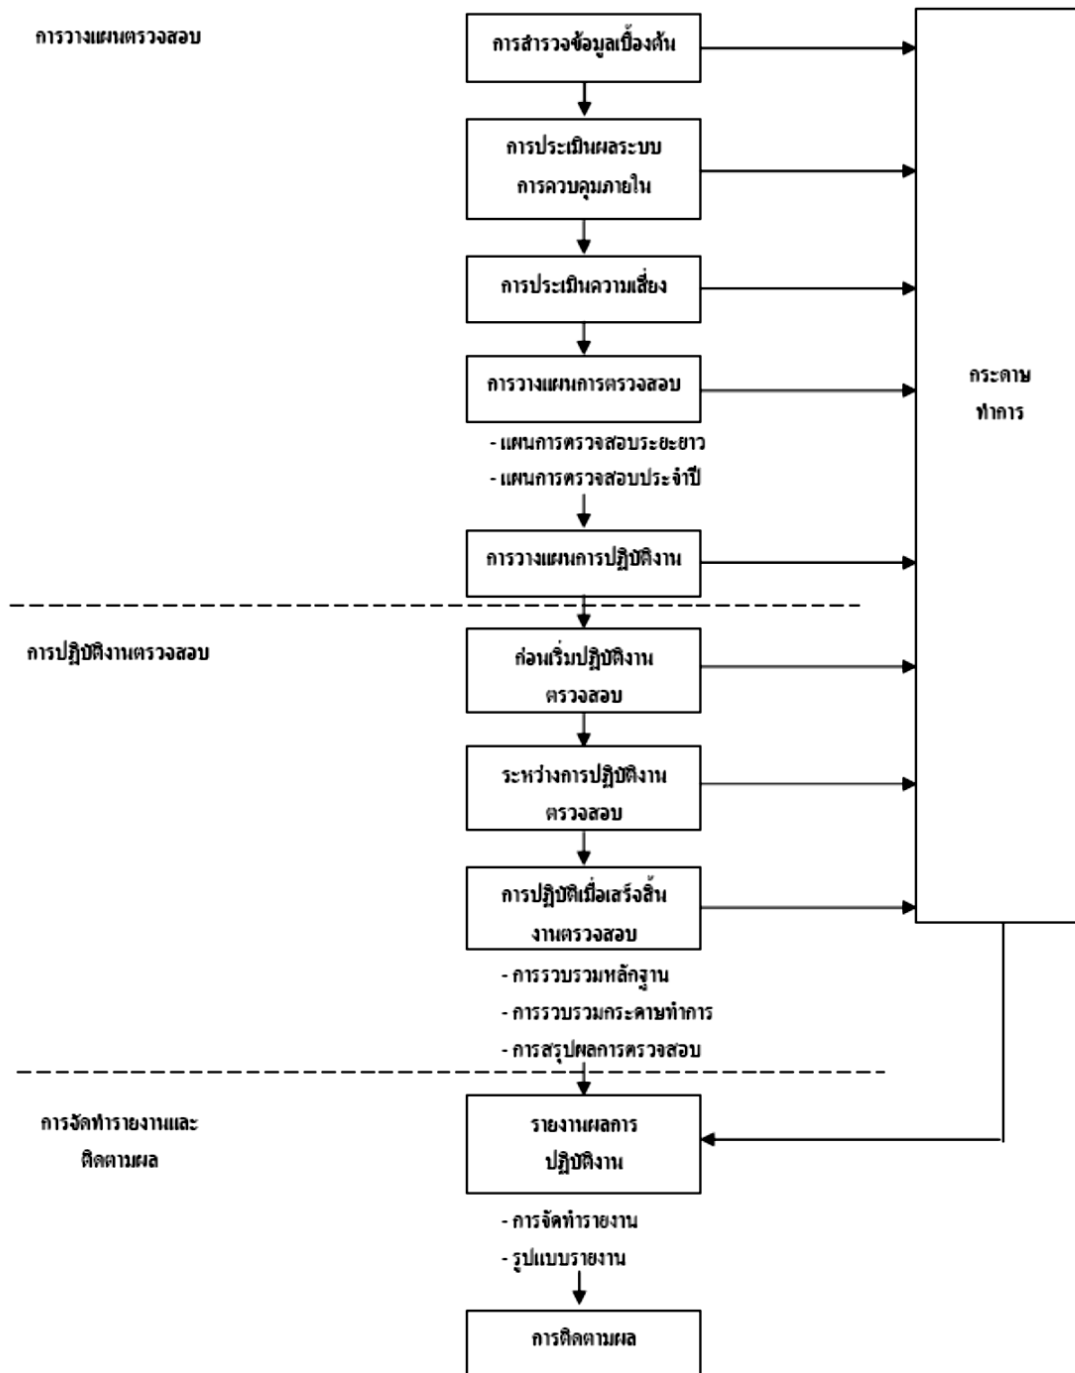 การวางแผนตรวจสอบ
การสำรวจข้อมูลเบื้องต้น
การประเมินผลระบบ
การควบคุมภายใน
การประเมินความเสี่ยง
การวางแผนการตรวจสอบ
- แผนการตรวจสอบระยะยาว
- แผนการตรวจสอบประจำปี
การวางแผนการปฏิบัติงาน
กระดาษ
ทำการ
การปฏิบัติงานตรวจสอบ
ก่อนเริ่มปฏิบัติงาน
ตรวจสอบ
ระหว่างการปฏิบัติงาน
ตรวจสอบ
การปฏิบัติเมื่อเสร็จสิ้น
งานตรวจสอบ
- การรวบรวมหลักฐาน
- การรวบรวมกระดาษทำการ
- การสรุปผลการตรวจสอบ
การจัดทำรายงานและ
ติดตามผล
รายงานผลการ
ปฏิบัติงาน
- การจัดทำรายงาน
- รูปแบบรายงาน
การติดตามผล